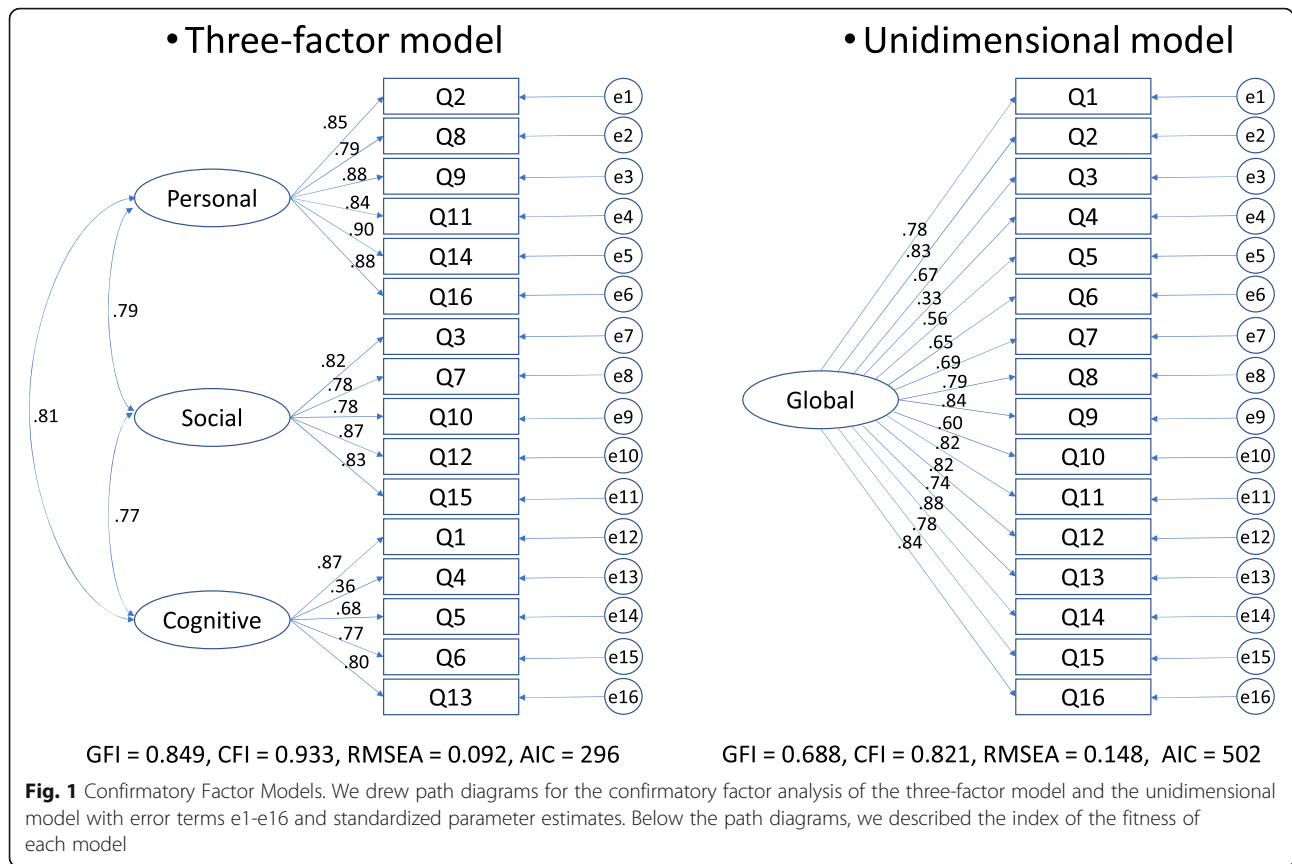 • Three-factor model
Q2
e1
.85
Q8
e2
.79
Q9
e3
.88
Personal
Q11
e4
.84
Q14
e5
.90
Q16
e6
.88
.79
Q3
e7
.82
Q7
e8
.78
.81
Social
Q10
e9
.78
Q12
e10
.87
Q15
e11
.83
.77
Q1
e12
.87
Q4
e13
.36
Cognitive
Q5
e14
.68
Q6
e15
.77
Q13
e16
.80
GFI = 0.849, CFI = 0.933, RMSEA = 0.092, AIC = 296
• Unidimensional model
Q1
e1
Q2
e2
Q3
e3
Q4
e4
Q5
e5
Q6
e6
Q7
e7
Q8
e8
Q9
e9
Q10
e10
Q11
e11
Q12
e12
Q13
e13
Q14
e14
Q15
e15
Q16
e16
Global
.78
.83
.67
.33
.56
.65
.69
.79
.84
.60
.82
.82
.74
.88
.78
.84
GFI = 0.688, CFI = 0.821, RMSEA = 0.148, AIC = 502
Fig. 1 Confirmatory Factor Models. We drew path diagrams for the confirmatory factor analysis of the three-factor model and the unidimensional
model with error terms e1-e16 and standardized parameter estimates. Below the path diagrams, we described the index of the fitness of
each model